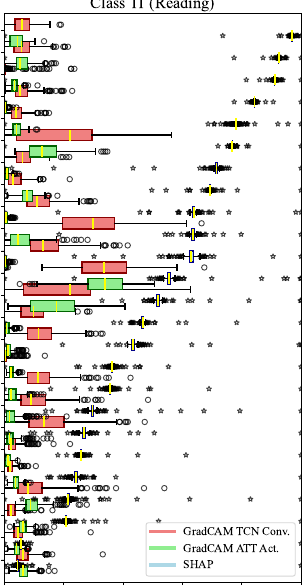 Class 11 (Reading)
GradCAM TCN Conv.
GradCAM ATT Act.
SHAP